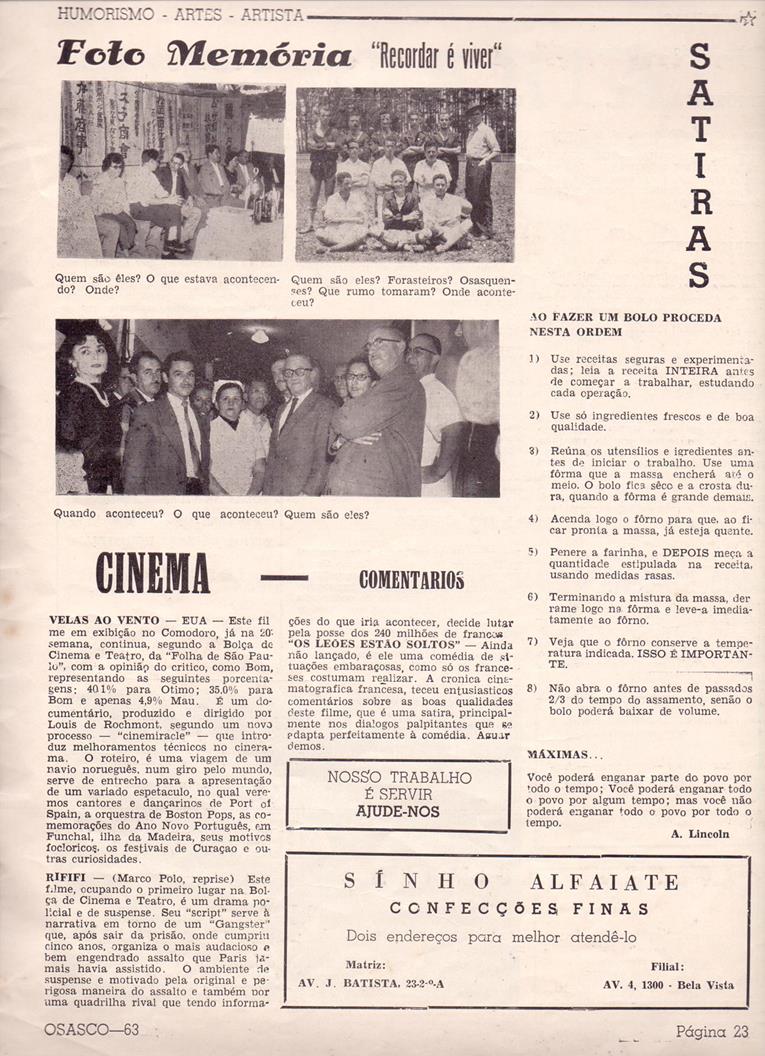 HUMORISMO - ARTES - ARTISTA
Foto Memória "Recordar é viver"
Quem são êles? O que estava acontecen-
do? Onde?
Quem são eles? Forasteiros? Osasquen-
ses? Que rumo tomaram? Onde aconte-
ceu?
Quando aconteceu? O que aconteceu? Quem são eles?
CINEMA — COMENTARIOS
VELAS AO VENTO — EUA — Este fil
me em exibição no Comodoro, já na 20ª
semana, continua, segundo a Bolça de
Cinema e Teatro, da "Folha de São Pau-
lo", com a opinião do critico, como Bom,
representando as seguintes porcenta-
gens; 40.1% para Otimo; 35,0% para
Bom e apenas 4,9% Mau. É um do-
cumentário, produzido e dirigido por
Louis de Rochmont, segundo um novo
processo — "cinemiracle" — que intro-
duz melhoramentos técnicos no cinera-
ma. O roteiro, é uma viagem de um
navio norueguês, num giro pelo mundo,
serve de entrecho para a apresentação
de um variado espetaculo, no qual vere-
mos cantores e dançarinos de Port of
Spain, a orquestra de Boston Pops, as co-
memorações do Ano Novo Português, em
Funchal, ilha da Madeira, seus motivos
focloricos, os festivais de Curaçao e ou-
tras curiosidades.
RIFIFI — (Marco Polo, reprise) Este
filme, ocupando o primeiro lugar na Bol-
ça de Cinema e Teatro, é um drama po-
licial e de suspense. Seu "script" serve à
narrativa em torno de um "Gangster"
que, após sair da prisão, onde cumpriu
cinco anos, organiza o mais audacioso e
bem engendrado assalto que Paris ja-
mais havia assistido. O ambiente de
suspense e motivado pela original e pe-
rigosa maneira do assalto e também por
uma quadrilha rival que tendo informa-
ções do que iria acontecer, decide lutar
pela posse dos 240 milhões de francos
"OS LEÕES ESTÃO SOLTOS" — Ainda
não lançado, é ele uma comédia de si-
tuações embaraçosas, como só os france-
ses costumam realizar. A cronica cine-
matografica francesa, teceu entusiasticos
comentários sobre as boas qualidades
deste filme, que é uma satira, principal-
mente nos dialogos palpitantes que se
adapta perfeitamente à comédia. Aguar
demos.
NOSSO TRABALHO
É SERVIR
AJUDE-NOS
SATIRAS
AO FAZER UM BOLO PROCEDA
NESTA ORDEM
1) Use receitas seguras e experimenta-
das; leia a receita INTEIRA antes
de começar a trabalhar, estudando
cada operação.
2) Use só ingredientes frescos e de boa
qualidade.
3) Reúna os utensílios e igredientes an-
tes de iniciar o trabalho. Use uma
fôrma que a massa encherá até o
meio. O bolo fica sêco e a crosta du-
ra, quando a fôrma é grande demais.
4) Acenda logo o fôrno para que, ao fi-
car pronta a massa, já esteja quente.
5) Penere a farinha, e DEPOIS meça a
quantidade estipulada na receita,
usando medidas rasas.
6) Terminando a mistura da massa, der
rame logo na fôrma e leve-a imedia-
tamente ao fôrno.
7) Veja que o fôrno conserve a tempe-
ratura indicada. ISSO É IMPORTAN-
TE.
8) Não abra o fôrno antes de passados
2/3 do tempo do assamento, senão o
bolo poderá baixar de volume.
MÁXIMAS...
Você poderá enganar parte do povo por
todo o tempo; Você poderá enganar todo
o povo por algum tempo; mas você não
poderá enganar todo o povo por todo o
tempo.
A. Lincoln
SÍNHO ALFAIATE
CONFECÇÕES FINAS
Dois endereços para melhor atendê-lo
Matriz:
AV. J. BATISTA, 23-2-º-A
Filial:
AV. 4, 1300 - Bela Vista
OSASCO—63
Página 23